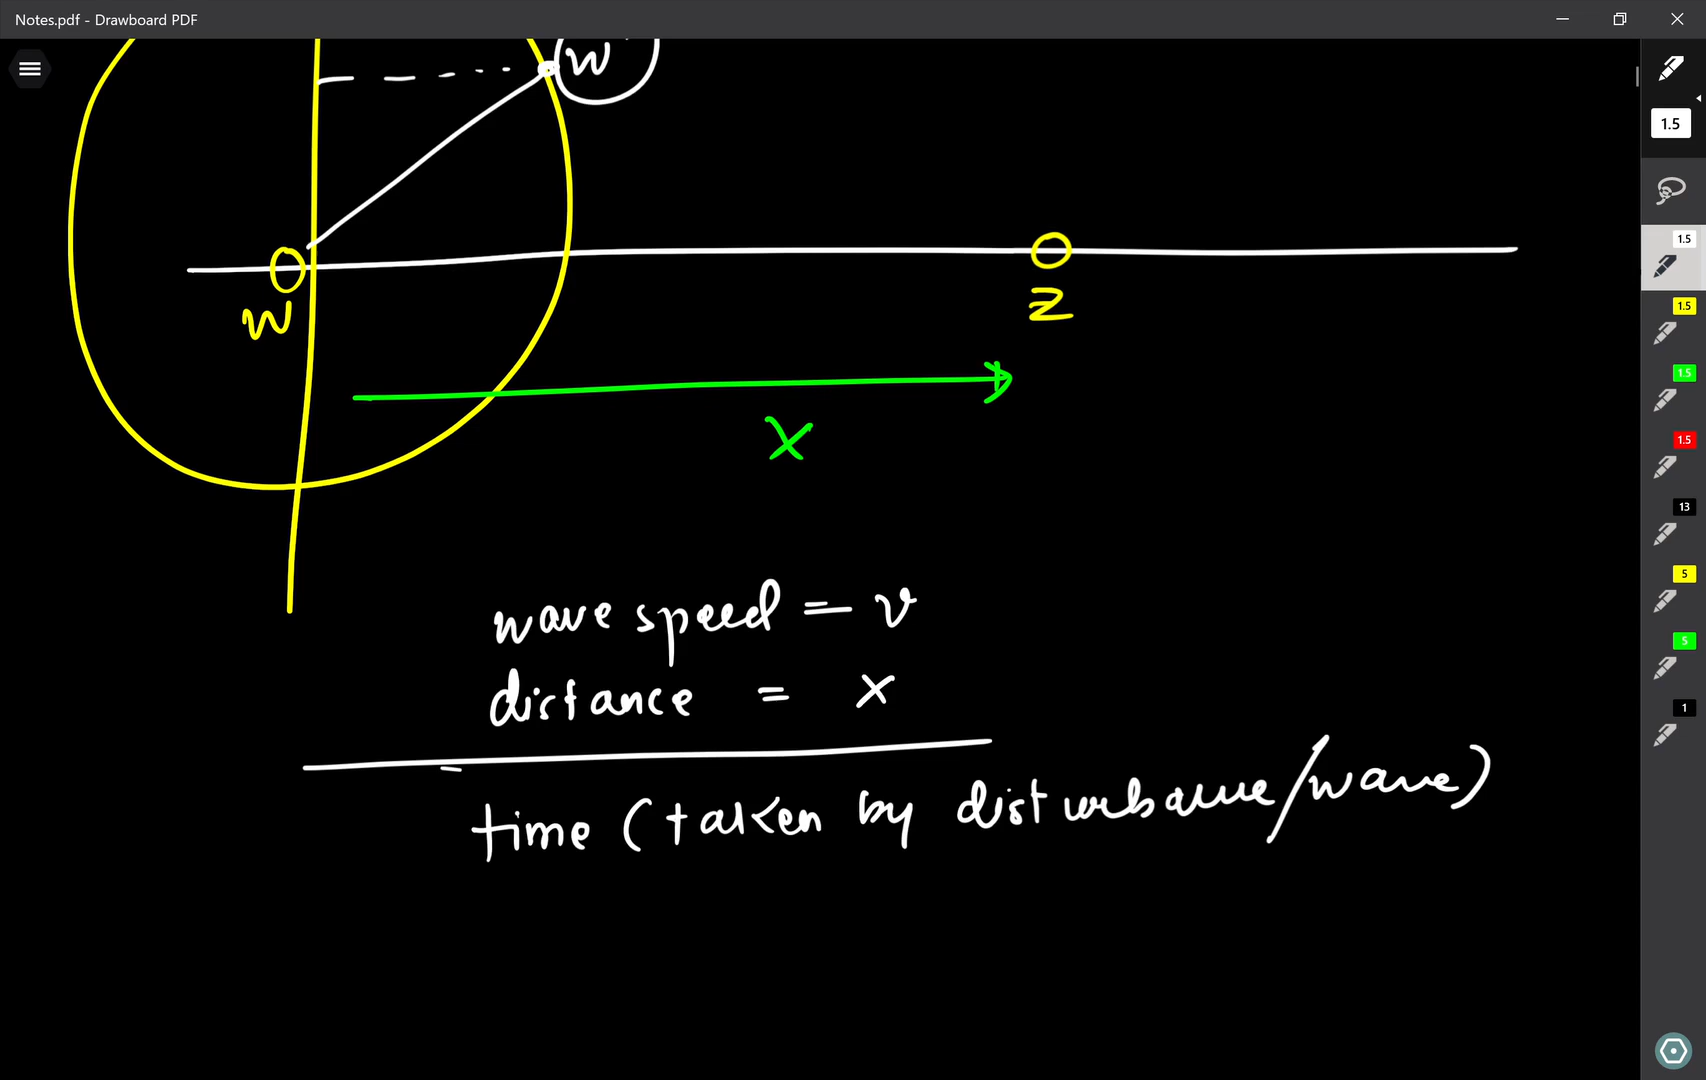 Notes.pdf - Drawboard PDF
W
1.5
W
Z
X
wave speed = v
distance = x
time (taken by disturbance/wave)
1.5
1.5
1.5
1.5
13
5
5
1